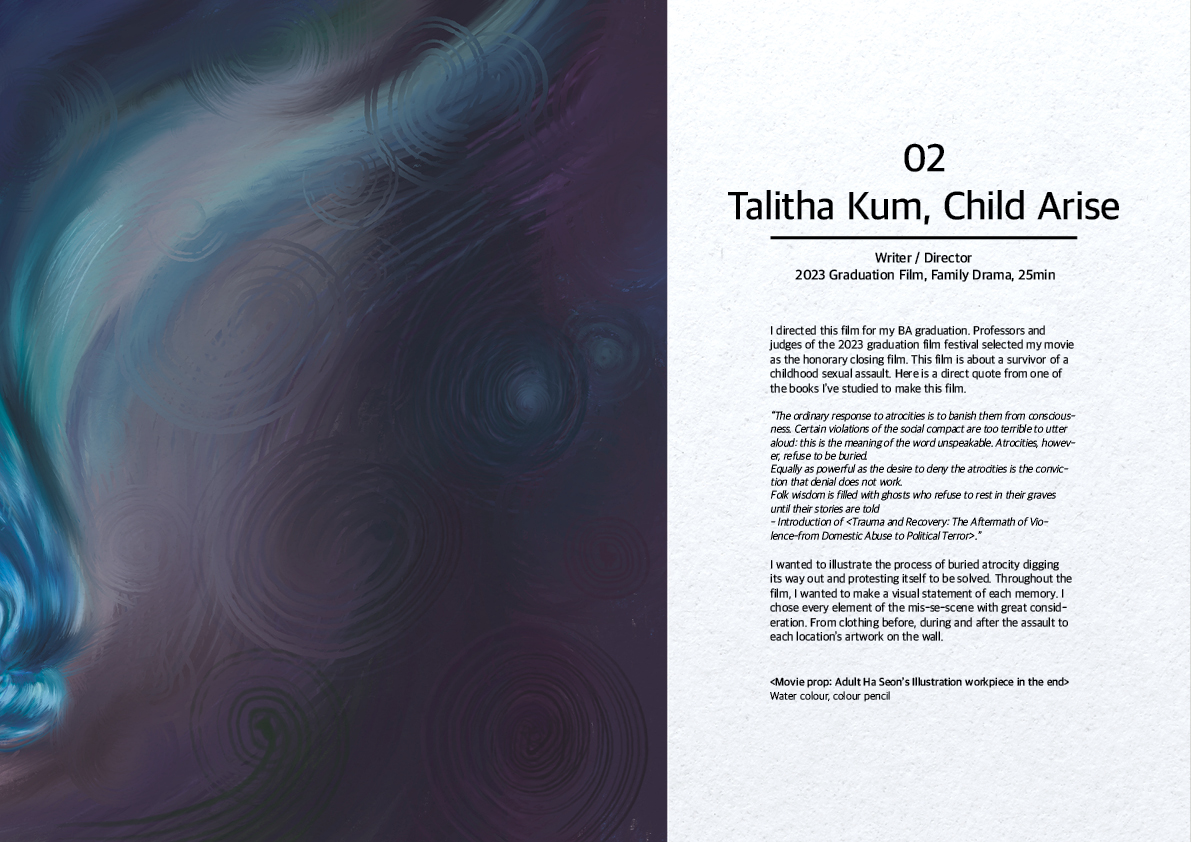 02
Talitha Kum, Child Arise
Writer / Director
2023 Graduation Film, Family Drama, 25min
I directed this film for my BA graduation. Professors and
judges of the 2023 graduation film festival selected my movie
as the honorary closing film. This film is about a survivor of a
childhood sexual assault. Here is a direct quote from one of
the books I've studied to make this film.
"The ordinary response to atrocities is to banish them from conscious-
ness. Certain violations of the social compact are too terrible to utter
aloud: this is the meaning of the word unspeakable. Atrocities, howev-
er, refuse to be buried.
Equally as powerful as the desire to deny the atrocities is the convic-
tion that denial does not work.
Folk wisdom is filled with ghosts who refuse to rest in their graves
until their stories are told
- Introduction of <Trauma and Recovery: The Aftermath of Vio-
lence-from Domestic Abuse to Political Terror>."
I wanted to illustrate the process of buried atrocity digging
its way out and protesting itself to be solved. Throughout the
film, I wanted to make a visual statement of each memory. I
chose every element of the mis-se-scene with great consid-
eration. From clothing before, during and after the assault to
each location's artwork on the wall.
<Movie prop: Adult Ha Seon's Illustration workpiece in the end>
Water colour, colour pencil